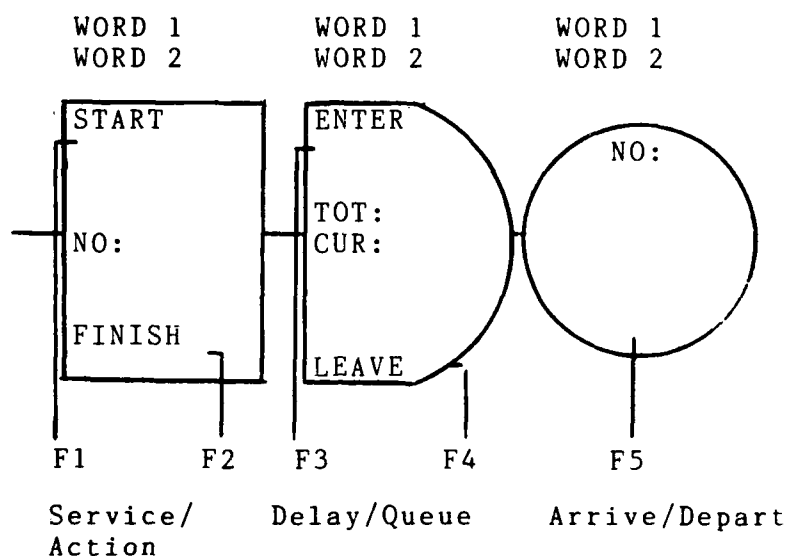 WORD 1 WORD 1 WORD 1
WORD 2 WORD 2 WORD 2
START ENTER
NO:
TOT:
NO: CUR:
FINISH
LEAVE
F1 F2 F3 F4 F5
Service/ Delay/Queue Arrive/Depart
Action